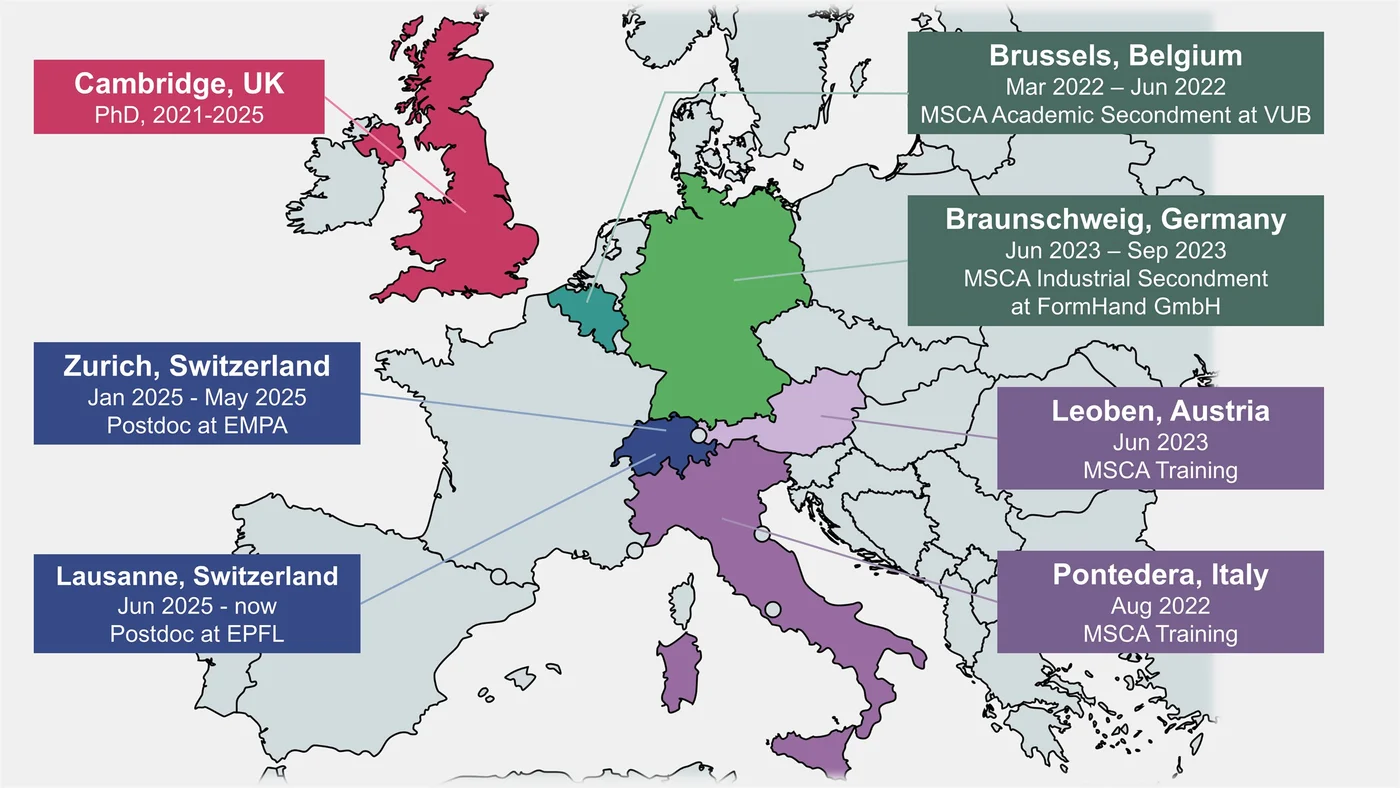 Cambridge, UK
PhD, 2021-2025
Zurich, Switzerland
Jan 2025 - May 2025
Postdoc at EMPA
Lausanne, Switzerland
Jun 2025 - now
Postdoc at EPFL
Brussels, Belgium
Mar 2022 – Jun 2022
MSCA Academic Secondment at VUB
Braunschweig, Germany
Jun 2023 – Sep 2023
MSCA Industrial Secondment
at FormHand GmbH
Leoben, Austria
Jun 2023
MSCA Training
Pontedera, Italy
Aug 2022
MSCA Training